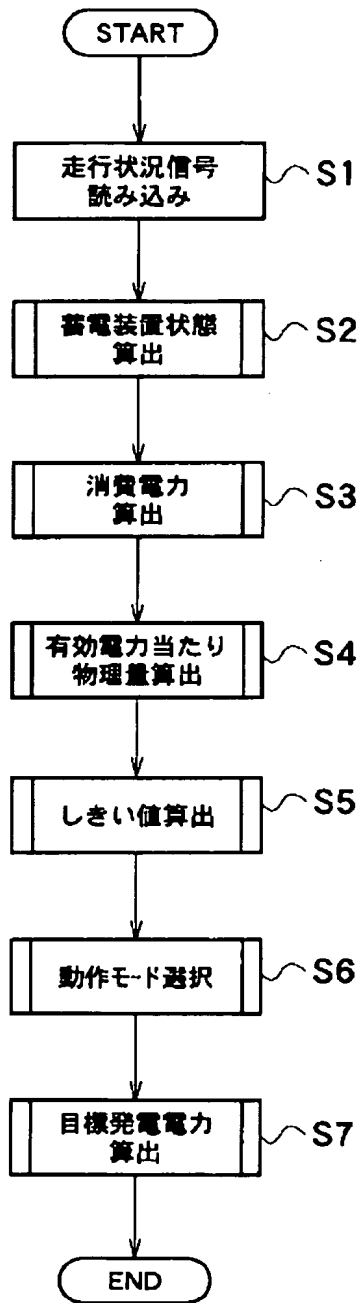 START
走行状況信号
読み込み
S1
蓄電装置状態
算出
S2
消費電力
算出
S3
有効電力当たり
物理量算出
S4
しきい値算出
S5
動作モード選択
S6
目標発電電力
算出
S7
END